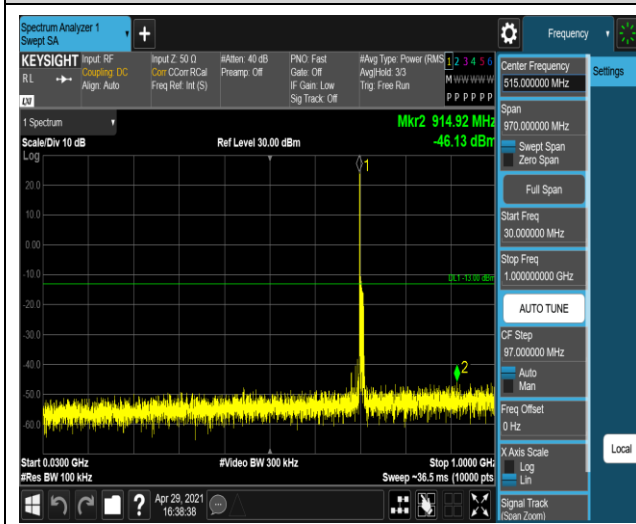 Spectrum Analyzer 1
Swept SA
+
Frequency
KEYSIGHT
RL
Input: RF
Coupling: DC
Align: Auto
Input Z: 50 Ω
Corr CCorr RCal
Freq Ref: Int (S)
#Atten: 40 dB
Preamp: Off
PNO: Fast
Gate: Off
IF Gain: Low
Sig Track: Off
#Avg Type: Power (RMS
Avg|Hold: 3/3
Trig: Free Run
1 2 3 4 5 6
M W W W W W
P P P P P P
LXI
1 Spectrum
Scale/Div 10 dB
Ref Level 30.00 dBm
Mkr2 914.92 MHz
-46.13 dBm
Log
20.0
10.0
0.00
-10.0
-20.0
-30.0
-40.0
-50.0
-60.0
1
DL1 -13.00 dBm
2
Start 0.0300 GHz
#Res BW 100 kHz
#Video BW 300 kHz
Stop 1.0000 GHz
Sweep ~36.5 ms (10000 pts
Apr 29, 2021
16:38:38
?
Center Frequency
515.000000 MHz
Span
970.000000 MHz
Swept Span
Zero Span
Full Span
Start Freq
30.000000 MHz
Stop Freq
1.000000000 GHz
AUTO TUNE
CF Step
97.000000 MHz
Auto
Man
Freq Offset
0 Hz
X Axis Scale
Log
Lin
Signal Track
(Span Zoom)
Settings
Local